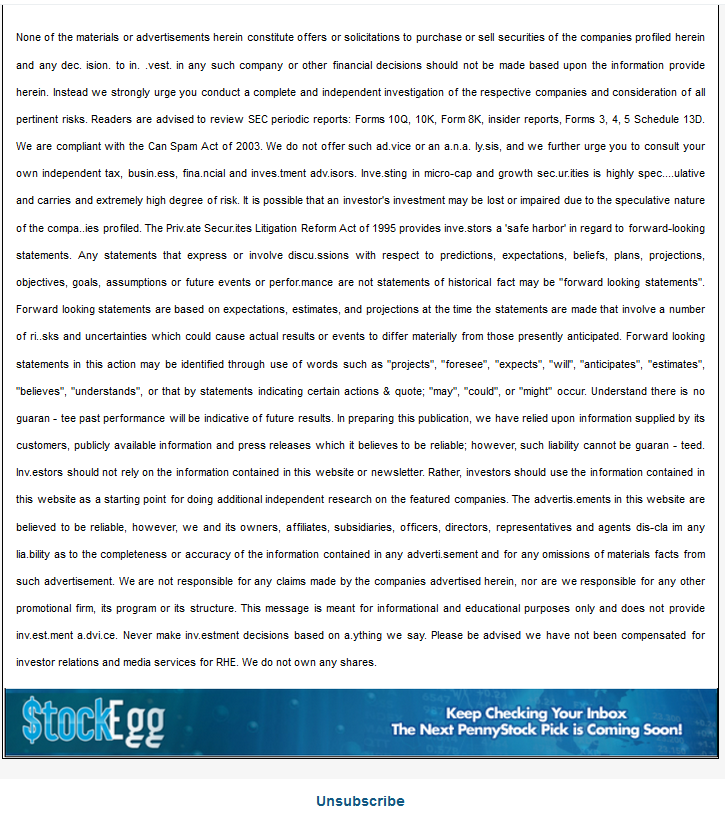 None of the materials or advertisements herein constitute offers or solicitations to purchase or sell securities of the companies profiled herein
and any dec. ision. to in. .vest. in any such company or other financial decisions should not be made based upon the information provide
herein. Instead we strongly urge you conduct a complete and independent investigation of the respective companies and consideration of all
pertinent risks. Readers are advised to review SEC periodic reports: Forms 10Q, 10K, Form 8K, insider reports, Forms 3, 4, 5 Schedule 13D.
We are compliant with the Can Spam Act of 2003. We do not offer such ad.vice or an a.n.a. ly.sis, and we further urge you to consult your
own independent tax, busin.ess, fina.ncial and inves.tment adv.isors. Inve.sting in micro-cap and growth sec.ur.ities is highly spec....ulative
and carries and extremely high degree of risk. It is possible that an investor's investment may be lost or impaired due to the speculative nature
of the compa..ies profiled. The Priv.ate Secur.ites Litigation Reform Act of 1995 provides inve.stors a 'safe harbor' in regard to forward-looking
statements. Any statements that express or involve discu.ssions with respect to predictions, expectations, beliefs, plans, projections,
objectives, goals, assumptions or future events or perfor.mance are not statements of historical fact may be "forward looking statements".
Forward looking statements are based on expectations, estimates, and projections at the time the statements are made that involve a number
of ri..sks and uncertainties which could cause actual results or events to differ materially from those presently anticipated. Forward looking
statements in this action may be identified through use of words such as "projects", "foresee", "expects", "will", "anticipates", "estimates",
"believes", "understands", or that by statements indicating certain actions & quote; "may", "could", or "might" occur. Understand there is no
guaran - tee past performance will be indicative of future results. In preparing this publication, we have relied upon information supplied by its
customers, publicly available information and press releases which it believes to be reliable; however, such liability cannot be guaran - teed.
Inv.estors should not rely on the information contained in this website or newsletter. Rather, investors should use the information contained in
this website as a starting point for doing additional independent research on the featured companies. The advertis.ements in this website are
believed to be reliable, however, we and its owners, affiliates, subsidiaries, officers, directors, representatives and agents dis-cla im any
lia.bility as to the completeness or accuracy of the information contained in any adverti.sement and for any omissions of materials facts from
such advertisement. We are not responsible for any claims made by the companies advertised herein, nor are we responsible for any other
promotional firm, its program or its structure. This message is meant for informational and educational purposes only and does not provide
inv.est.ment a.dvi.ce. Never make inv.estment decisions based on a.ything we say. Please be advised we have not been compensated for
investor relations and media services for RHE. We do not own any shares.
$tockEgg
Keep Checking Your Inbox
The Next PennyStock Pick is Coming Soon!
Unsubscribe